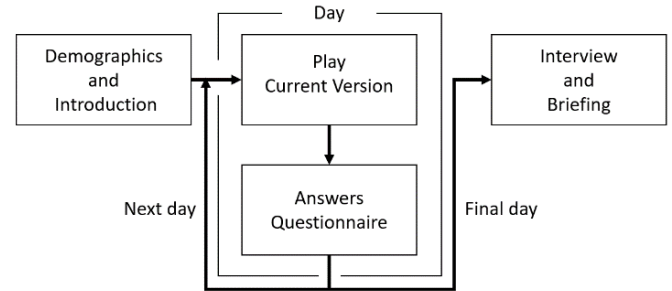 Day
Demographics
and
Introduction
Play
Current Version
Interview
and
Briefing
Answers
Questionnaire
Next day
Final day